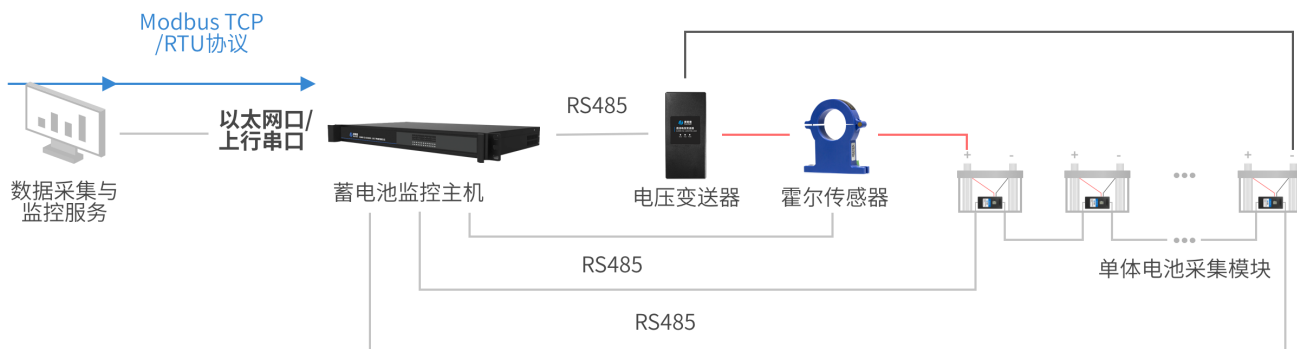 Modbus TCP
/RTU协议
以太网口/
上行串口
数据采集与
监控服务
蓄电池监控主机
RS485
电压变送器
霍尔传感器
+ -
+ -
+ -
单体电池采集模块
RS485
RS485